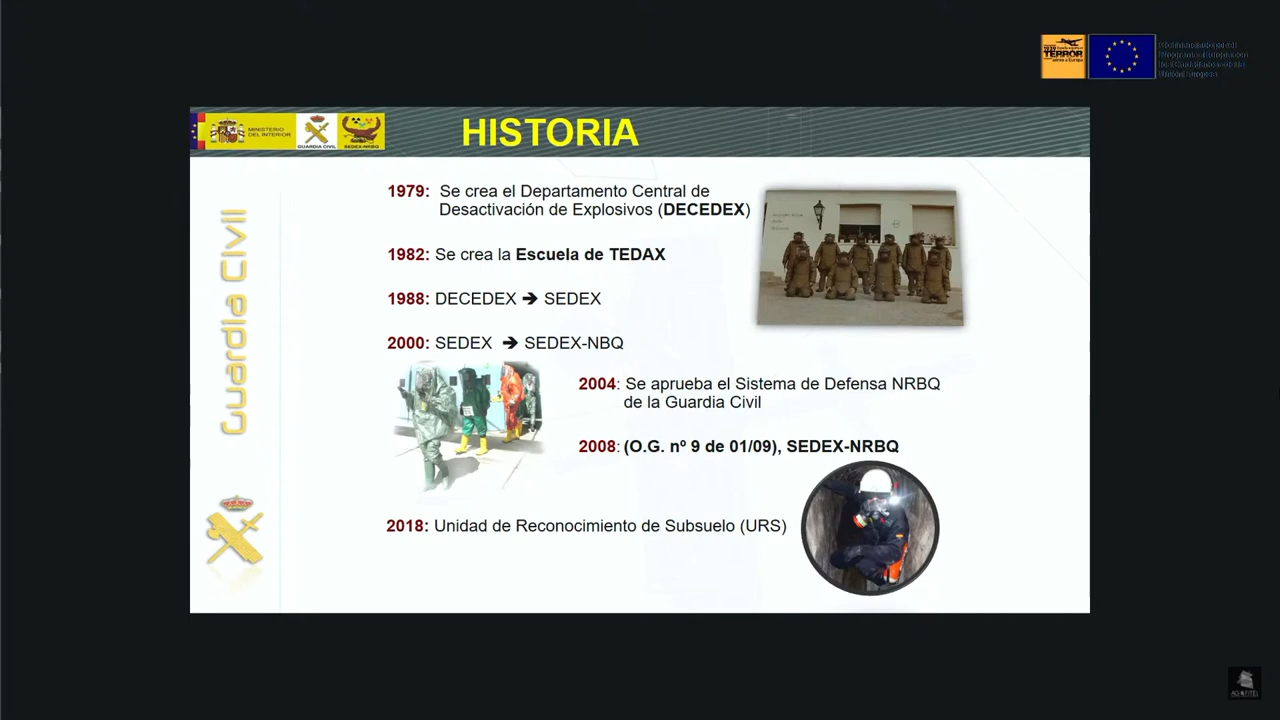 TERROR
aéreo a Europa
MINISTERIO
DEL INTERIOR
GUARDIA CIVIL
SEDEX-NRBQ
HISTORIA
Guardia Civil
1979: Se crea el Departamento Central de
Desactivación de Explosivos (DECEDEX)
1982: Se crea la Escuela de TEDAX
1988: DECEDEX ➔ SEDEX
2000: SEDEX ➔ SEDEX-NBQ
2004: Se aprueba el Sistema de Defensa NRBQ
de la Guardia Civil
2008: (O.G. nº 9 de 01/09), SEDEX-NRBQ
2018: Unidad de Reconocimiento de Subsuelo (URS)